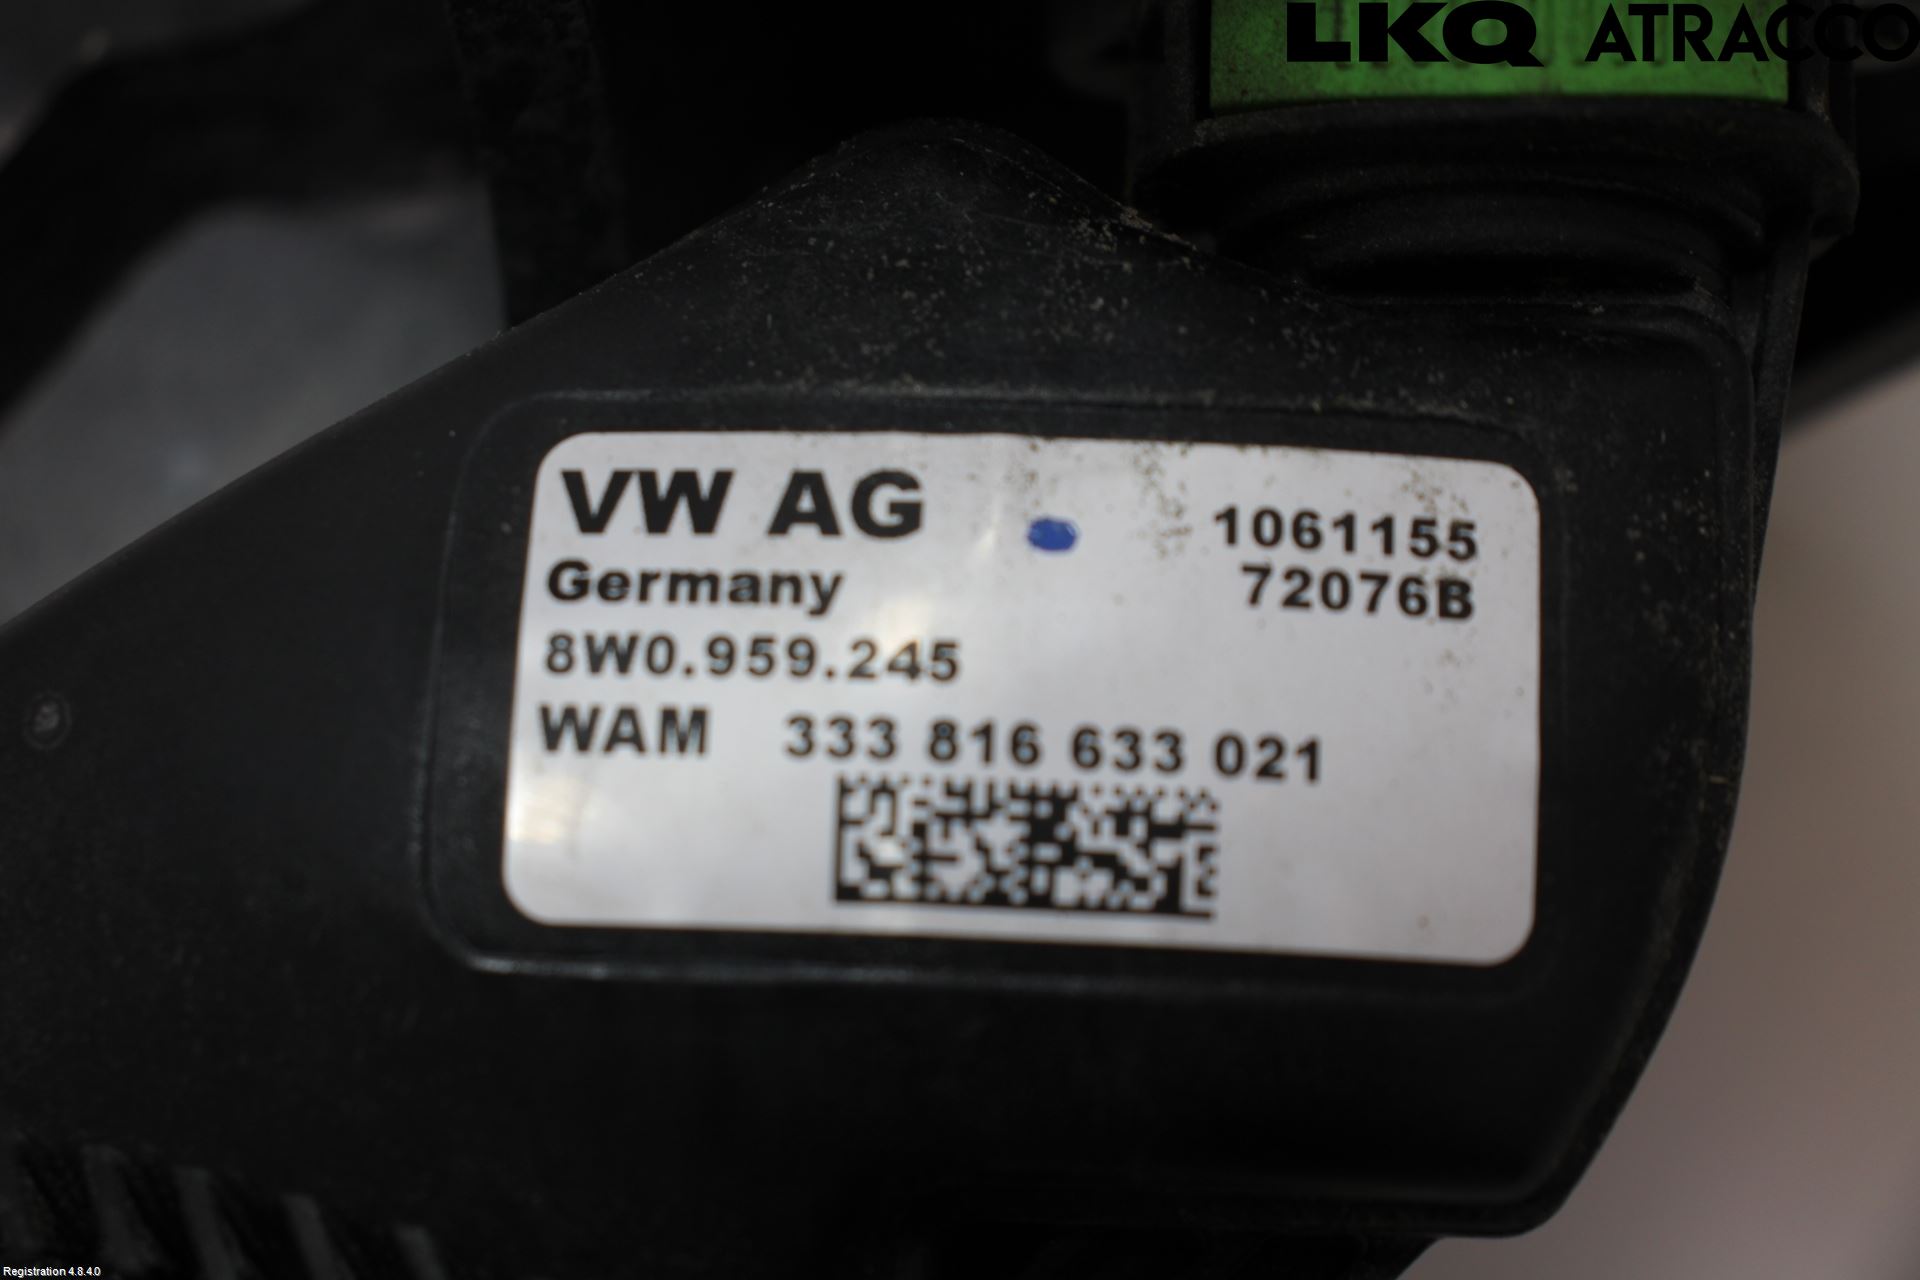 LKQ ATRACCO
VW AG 1061155
Germany 72076B
8W0.959.245
WAM 333 816 633 021
Registration 4.8.4.0